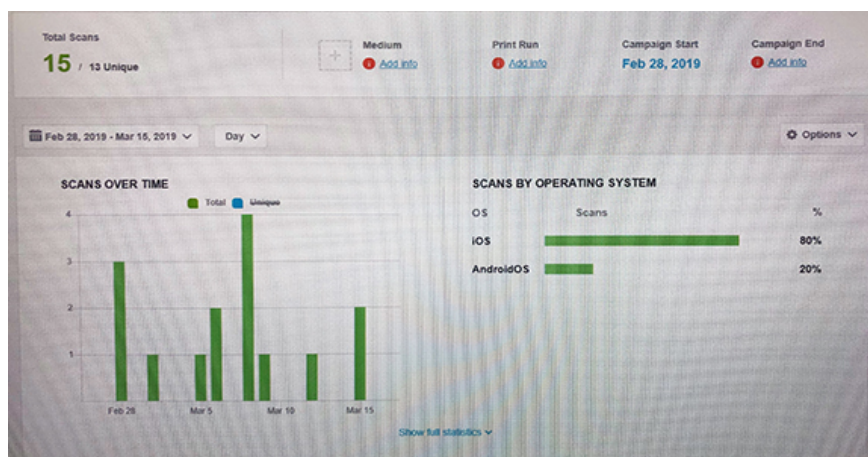 Total Scans
15 / 13 Unique
Medium
Add info
Print Run
Add info
Campaign Start
Feb 28, 2019
Campaign End
Add info
Feb 28, 2019 - Mar 15, 2019
Day
Options
SCANS OVER TIME
Total Unique
4
3
2
1
Feb 28 Mar 5 Mar 10 Mar 15
SCANS BY OPERATING SYSTEM
OS Scans %
iOS 80%
AndroidOS 20%
Show full statistics